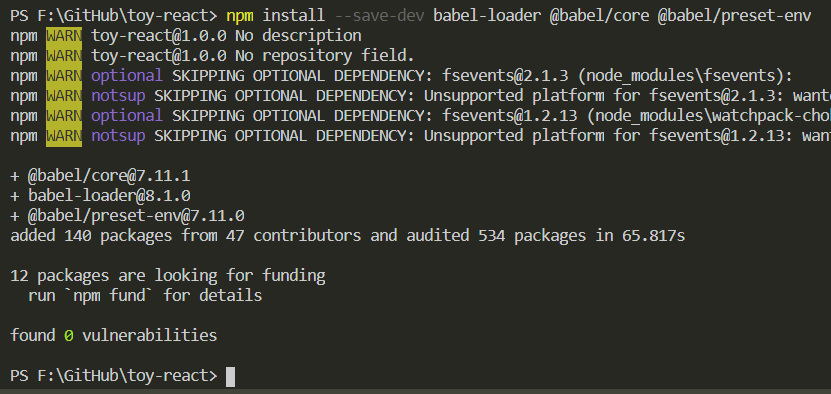 PS F:\GitHub\toy-react> npm install --save-dev babel-loader @babel/core @babel/preset-env
npm WARN toy-react@1.0.0 No description
npm WARN toy-react@1.0.0 No repository field.
npm WARN optional SKIPPING OPTIONAL DEPENDENCY: fsevents@2.1.3 (node_modules\fsevents):
npm WARN notsup SKIPPING OPTIONAL DEPENDENCY: Unsupported platform for fsevents@2.1.3: wante
npm WARN optional SKIPPING OPTIONAL DEPENDENCY: fsevents@1.2.13 (node_modules\watchpack-chok
npm WARN notsup SKIPPING OPTIONAL DEPENDENCY: Unsupported platform for fsevents@1.2.13: want
+ @babel/core@7.11.1
+ babel-loader@8.1.0
+ @babel/preset-env@7.11.0
added 140 packages from 47 contributors and audited 534 packages in 65.817s
12 packages are looking for funding
run `npm fund` for details
found 0 vulnerabilities
PS F:\GitHub\toy-react>